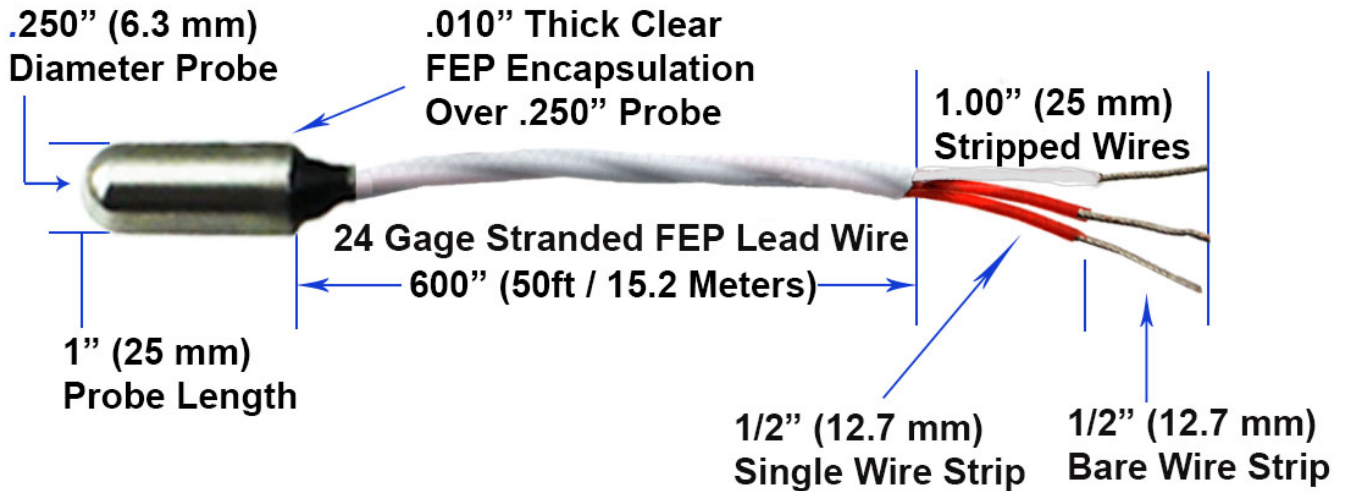 .250” (6.3 mm)
Diameter Probe
.010” Thick Clear
FEP Encapsulation
Over .250” Probe
1.00” (25 mm)
Stripped Wires
24 Gage Stranded FEP Lead Wire
600” (50ft / 15.2 Meters)
1” (25 mm)
Probe Length
1/2” (12.7 mm)
Single Wire Strip
1/2” (12.7 mm)
Bare Wire Strip